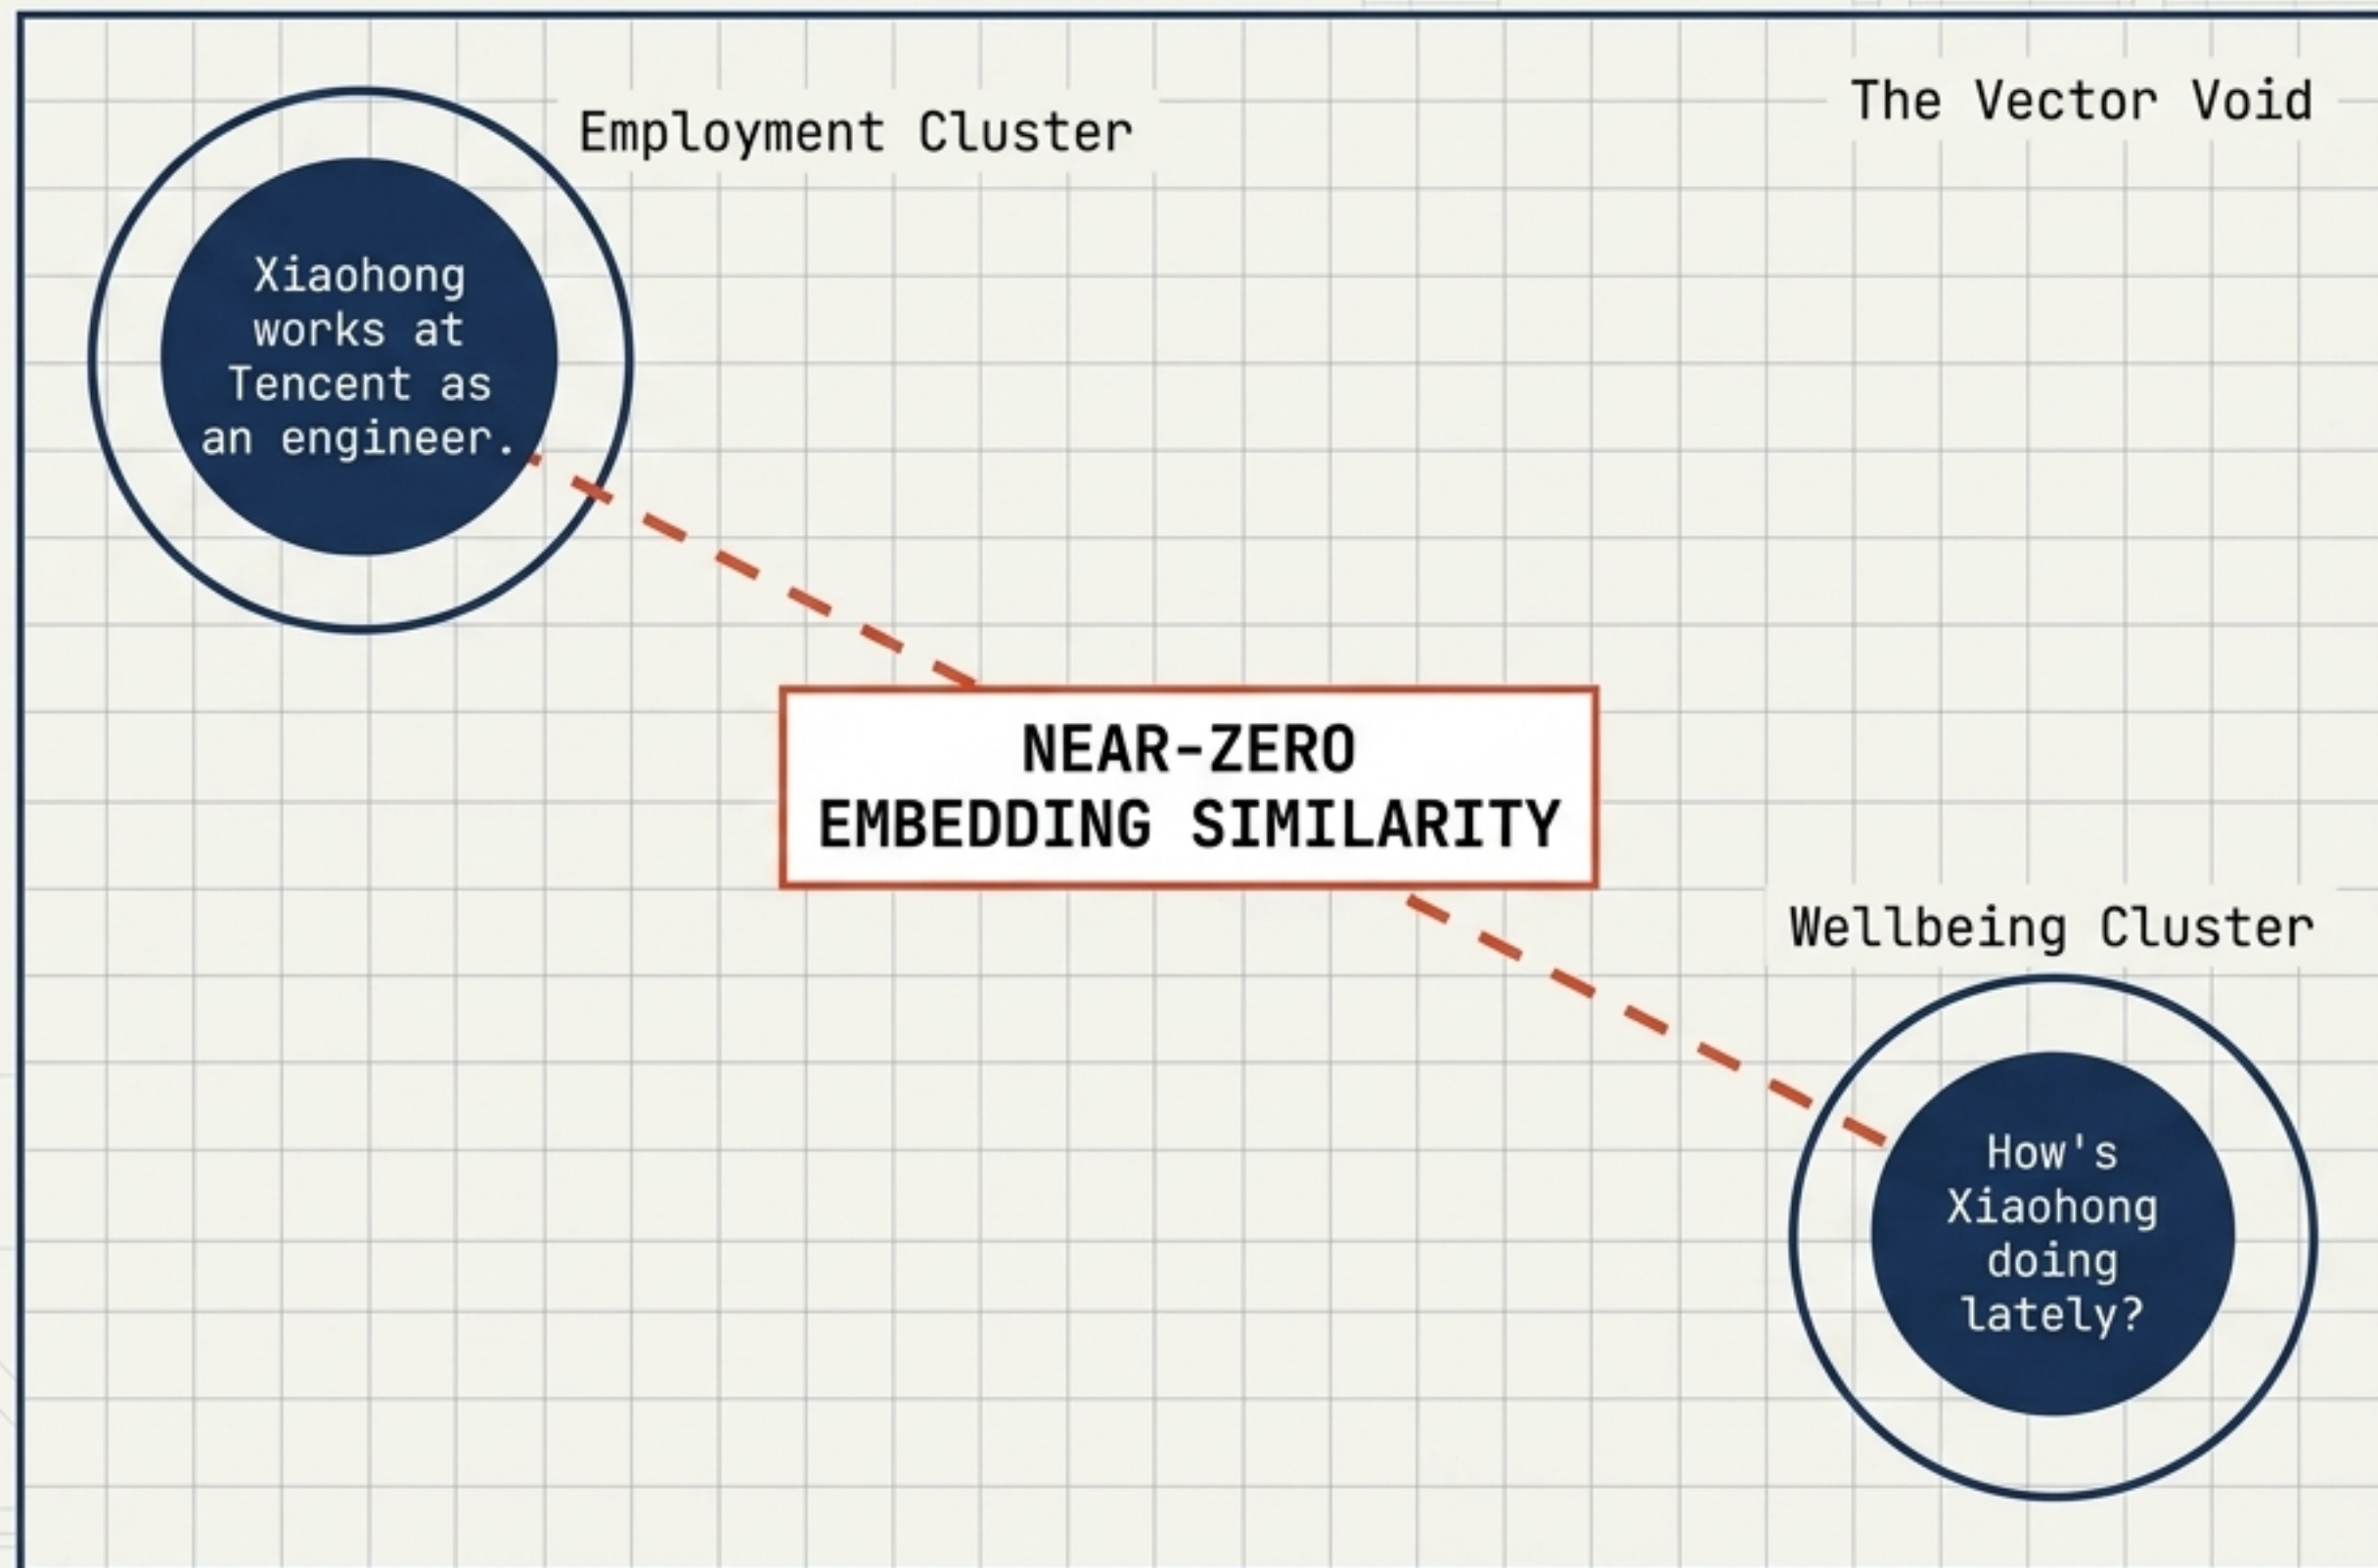 The Vector Void
Employment Cluster
Xiaohong
works at
Tencent as
an engineer.
NEAR-ZERO
EMBEDDING SIMILARITY
Wellbeing Cluster
How's
Xiaohong
doing
lately?